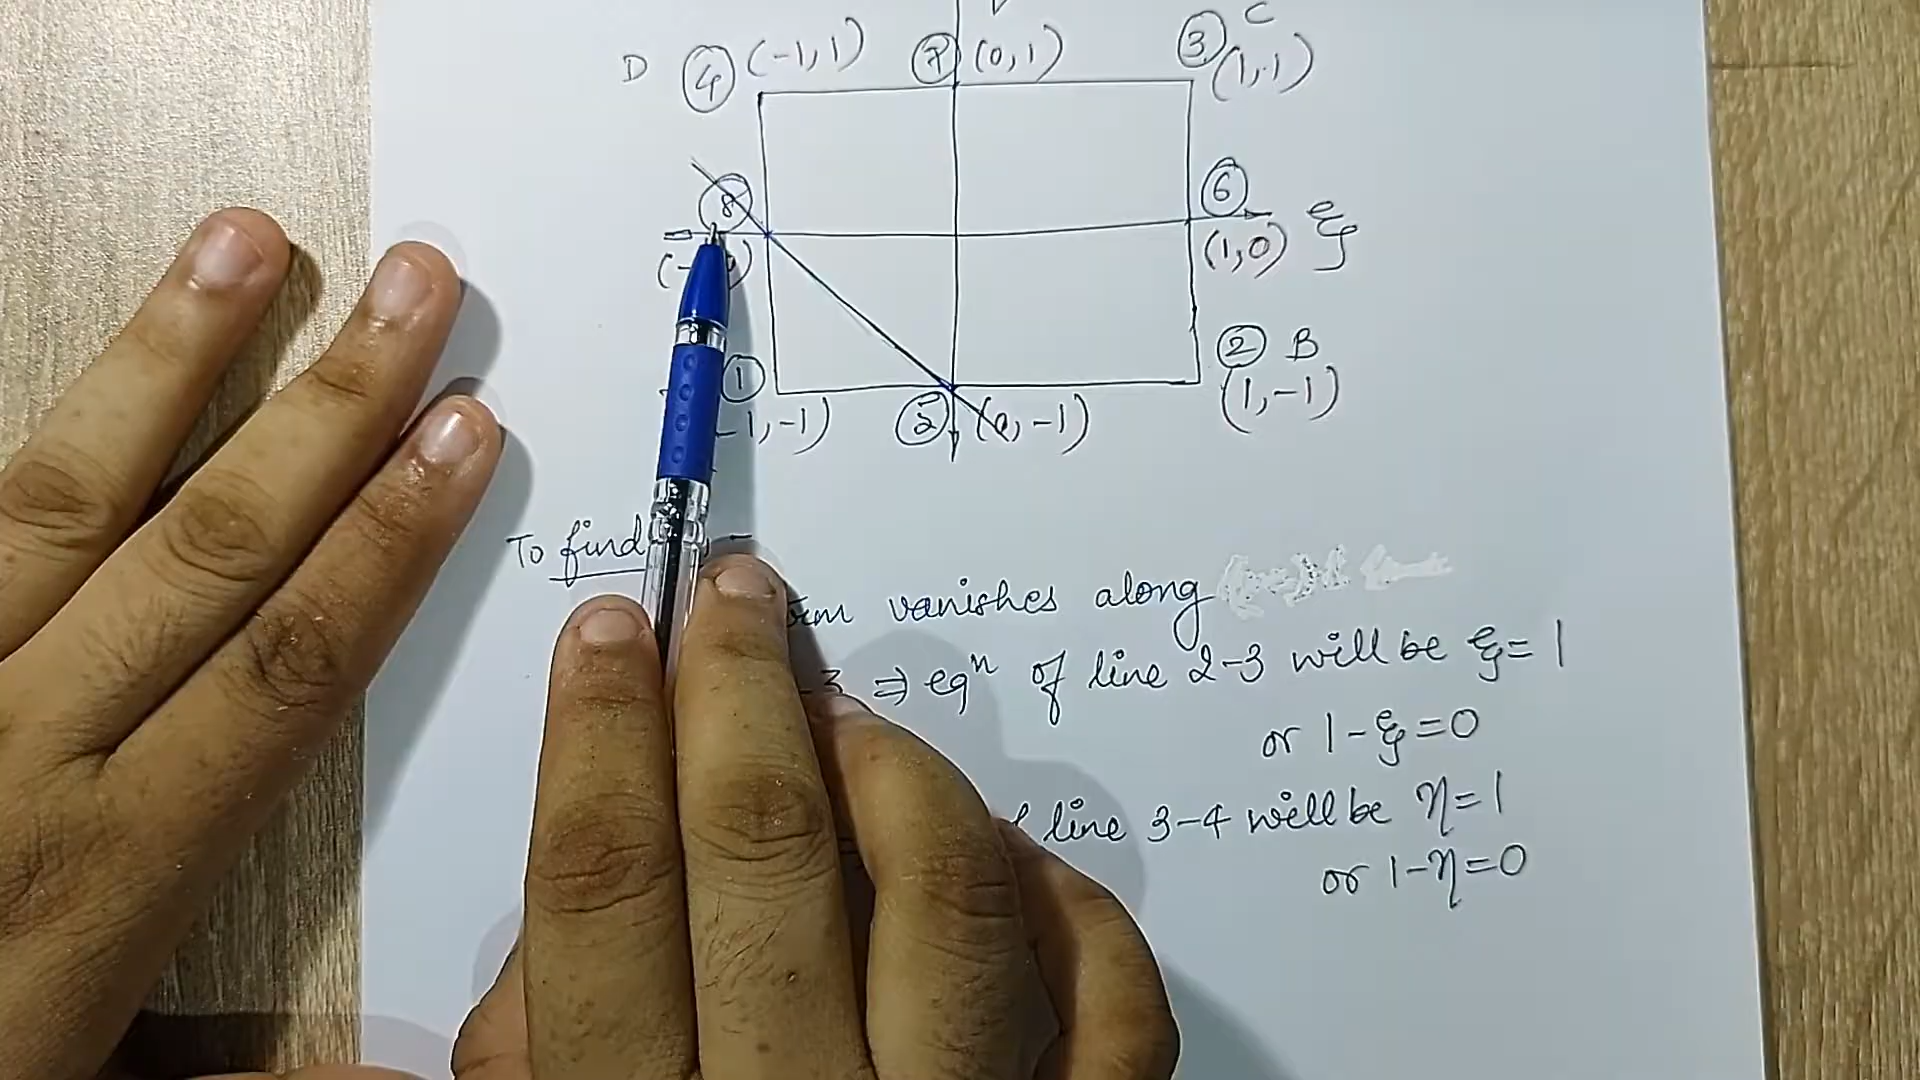 D ④ (-1, 1) ⑦ (0, 1) ③ C (1, 1)
⑧ ⑥ ξ
(1, 0)
① ② B
-1, -1) ⑤ (0, -1) (1, -1)
To find
vanishes along
⇒ eqⁿ of line 2-3 will be ξ = 1
or 1-ξ = 0
line 3-4 will be η = 1
or 1-η = 0